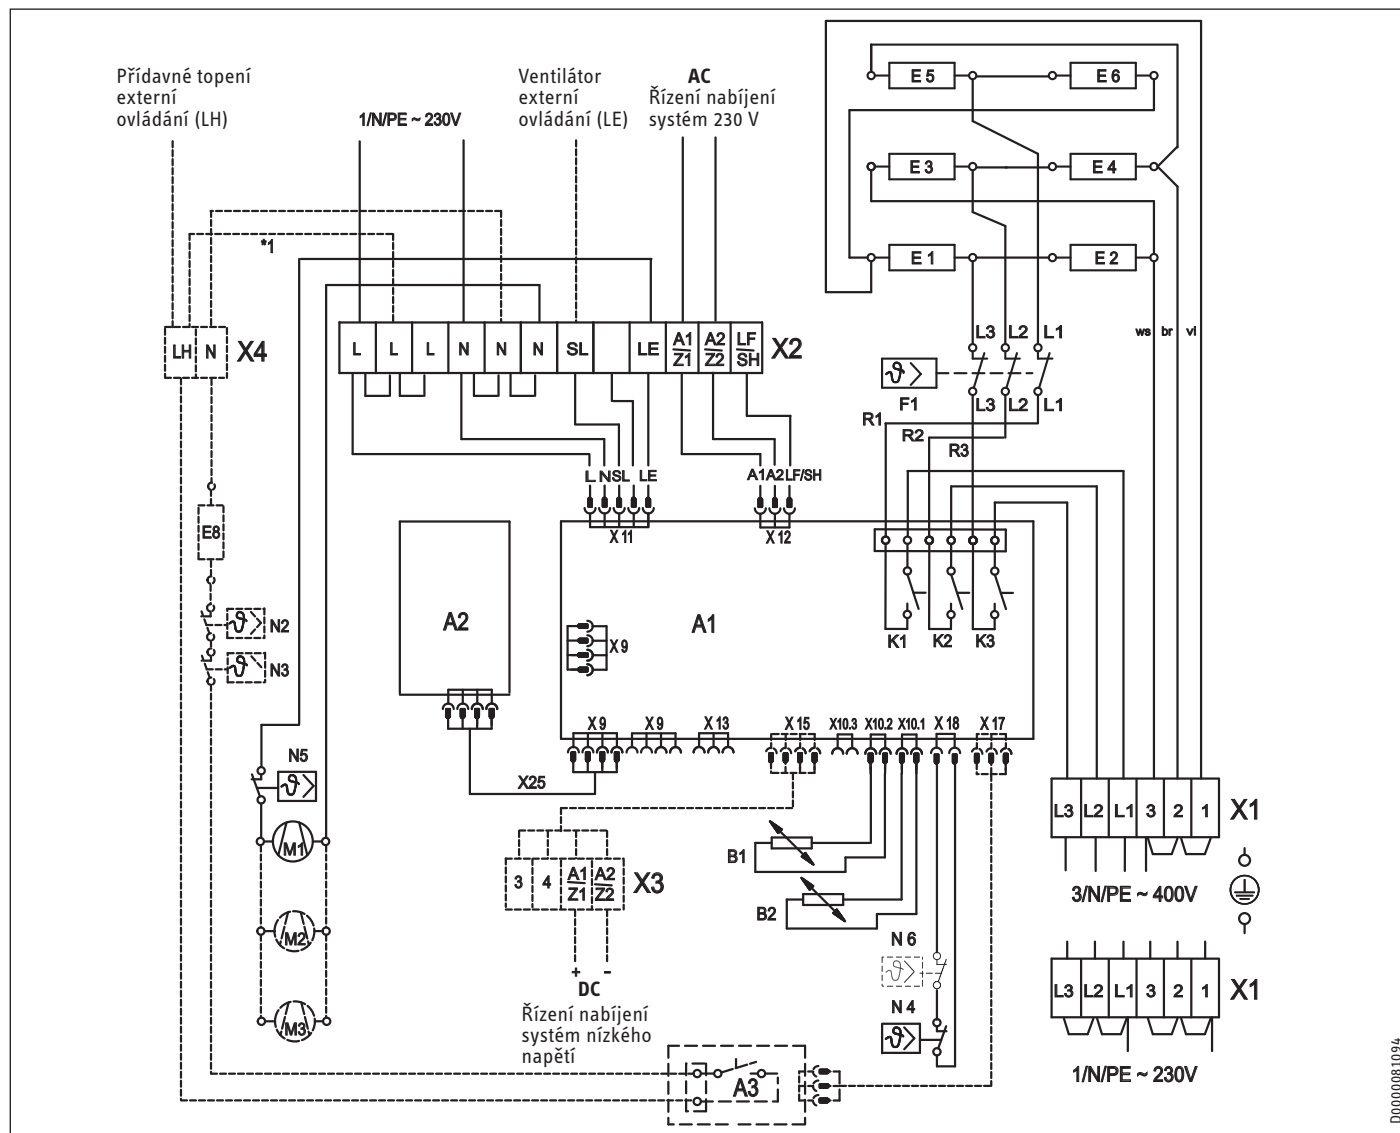 Přídavné topení
externí
ovládání (LH)
1/N/PE ~ 230V
Ventilátor
externí
ovládání (LE)
AC
Řízení nabíjení
systém 230 V
E 5
E 6
E 3
E 4
E 1
E 2
*1
LH N X4
L L L N N N SL LE A1/Z1 A2/Z2 LF/SH X2
L3 L2 L1
ws br vi
F1
L3 L2 L1
R1
R2
R3
L N SL LE
A1 A2 LF/SH
X 11
X 12
E8
A2
A1
X 9
K1 K2 K3
N2
N3
X 9 X 9 X 13 X 15 X10.3 X10.2 X10.1 X 18 X 17
N5
X25
M1
M2
M3
3 4 A1/Z1 A2/Z2 X3
+ -
DC
Řízení nabíjení
systém nízkého
napětí
B1
B2
N 6
N 4
A3
L3 L2 L1 3 2 1 X1
3/N/PE ~ 400V
L3 L2 L1 3 2 1 X1
1/N/PE ~ 230V
D0000081094